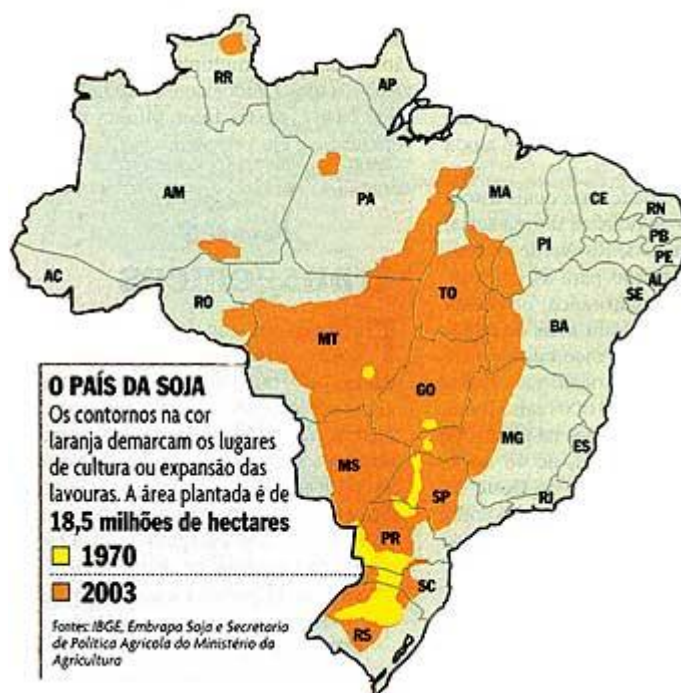 RR
AP
AM
PA
MA
CE
RN
PB
PE
AL
SE
PI
AC
RO
TO
BA
MT
GO
MG
ES
MS
SP
RJ
PR
SC
RS
O PAÍS DA SOJA
Os contornos na cor
laranja demarcam os lugares
de cultura ou expansão das
lavouras. A área plantada é de
18,5 milhões de hectares
1970
2003
Fontes: IBGE, Embrapa Soja e Secretaria
de Política Agricola do Ministério da
Agricultura